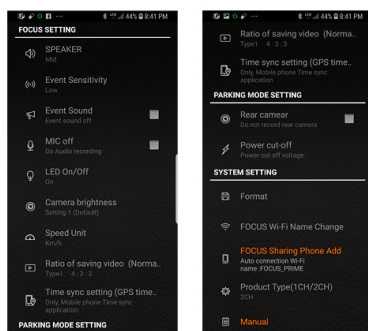 44% 8:41 PM
FOCUS SETTING
SPEAKER
Mid
Event Sensitivity
Low
Event Sound
Event sound off
MIC off
Do Audio recording
LED On/Off
On
Camera brightness
Setting 1 (Default)
Speed Unit
Km/h
Ratio of saving video (Norma..
Type1 4 : 3 : 3
Time sync setting (GPS time..
Only, Mobile phone Time sync
application
PARKING MODE SETTING
44% 8:41 PM
Ratio of saving video (Norma..
Type1 4 : 3 : 3
Time sync setting (GPS time..
Only, Mobile phone Time sync
application
PARKING MODE SETTING
Rear camear
Do not record rear camera
Power cut-off
Power cut-off voltage :
SYSTEM SETTING
Format
FOCUS Wi-Fi Name Change
FOCUS Sharing Phone Add
Auto connection Wi-Fi
name :FOCUS_PRIME
Product Type(1CH/2CH)
2CH
Manual